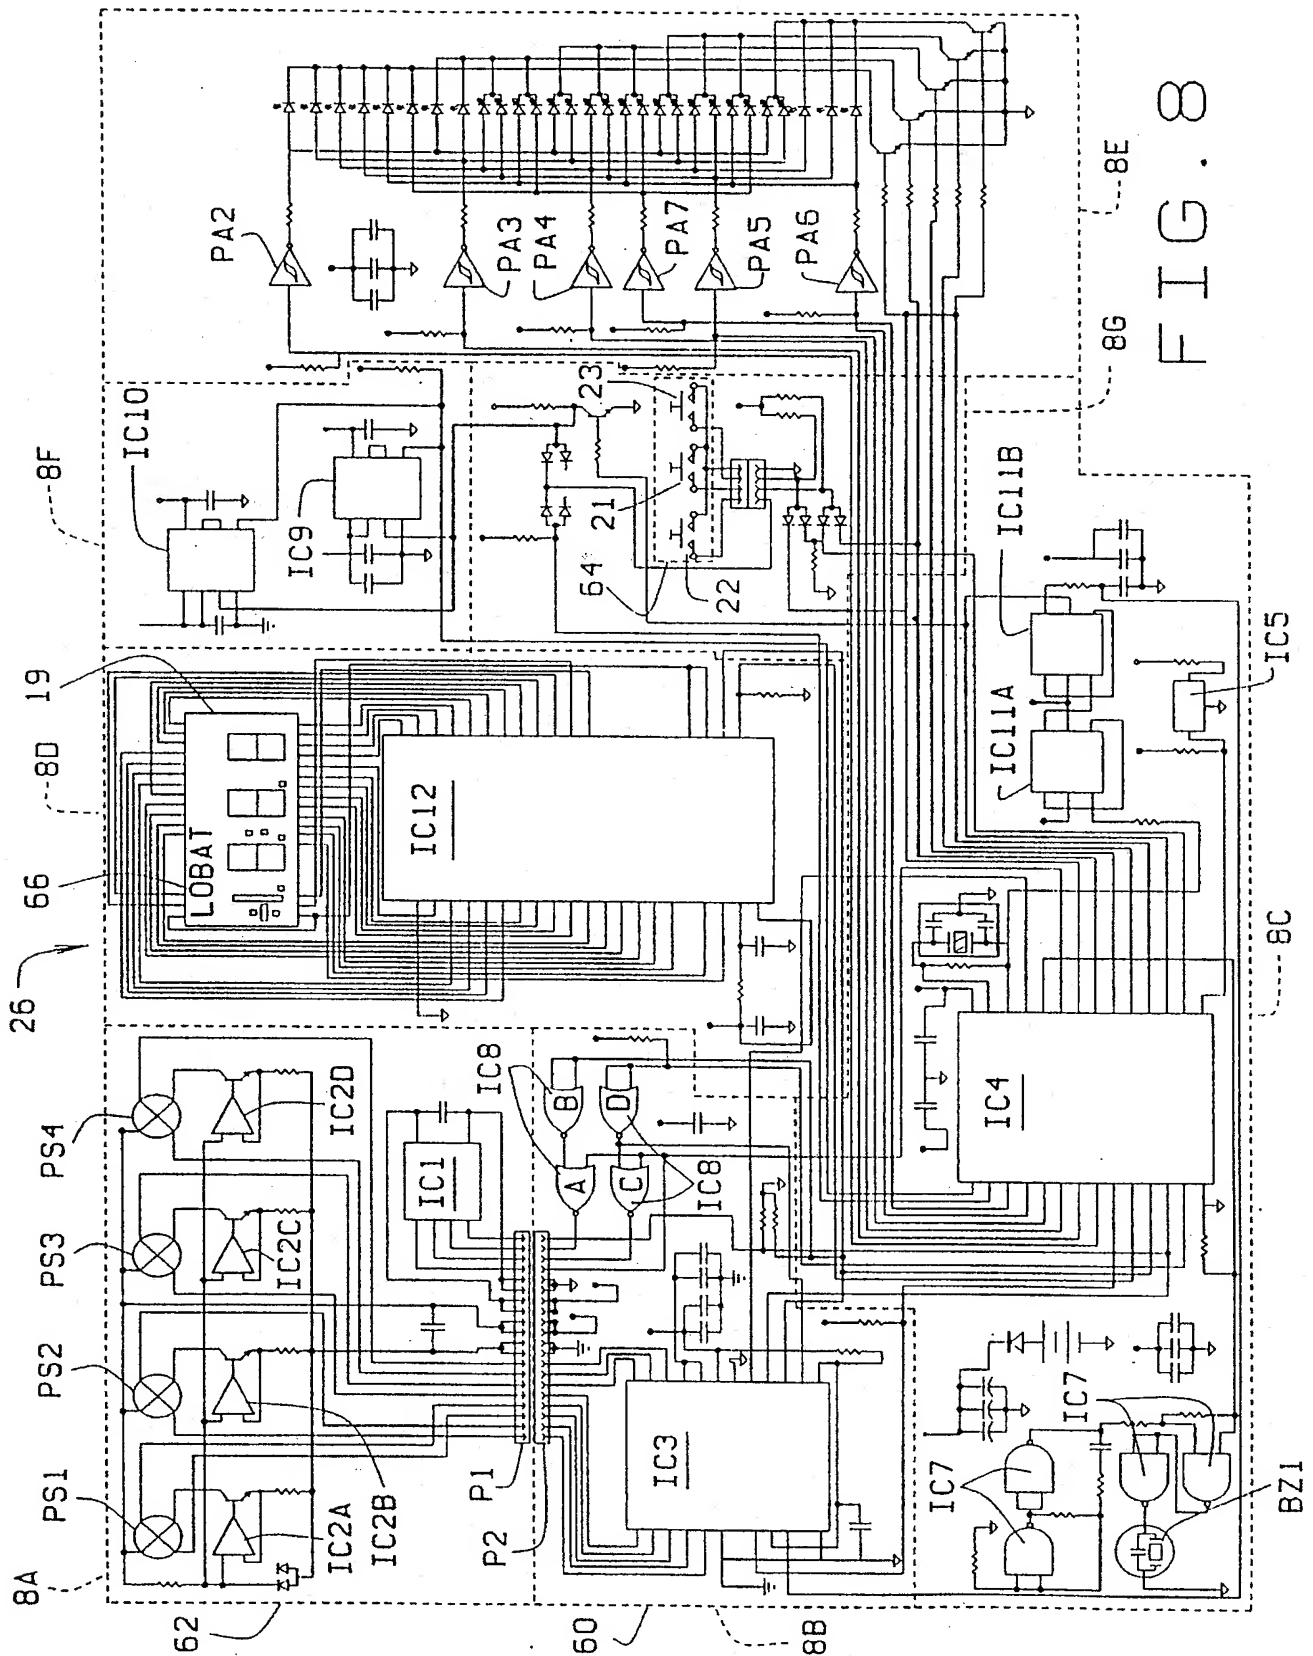 26
8A
PS1
PS2
PS3
PS4
62
IC2A
IC2B
IC2C
IC2D
P1
P2
IC1
60
8B
IC3
IC8
A
B
C
D
IC8
66
8D
19
LOBAT
IC12
8F
IC10
IC9
64
22
21
23
8G
PA2
PA3
PA4
PA7
PA5
PA6
8E
IC4
IC11A
IC11B
IC5
8C
IC7
IC7
BZ1
FIG. 8